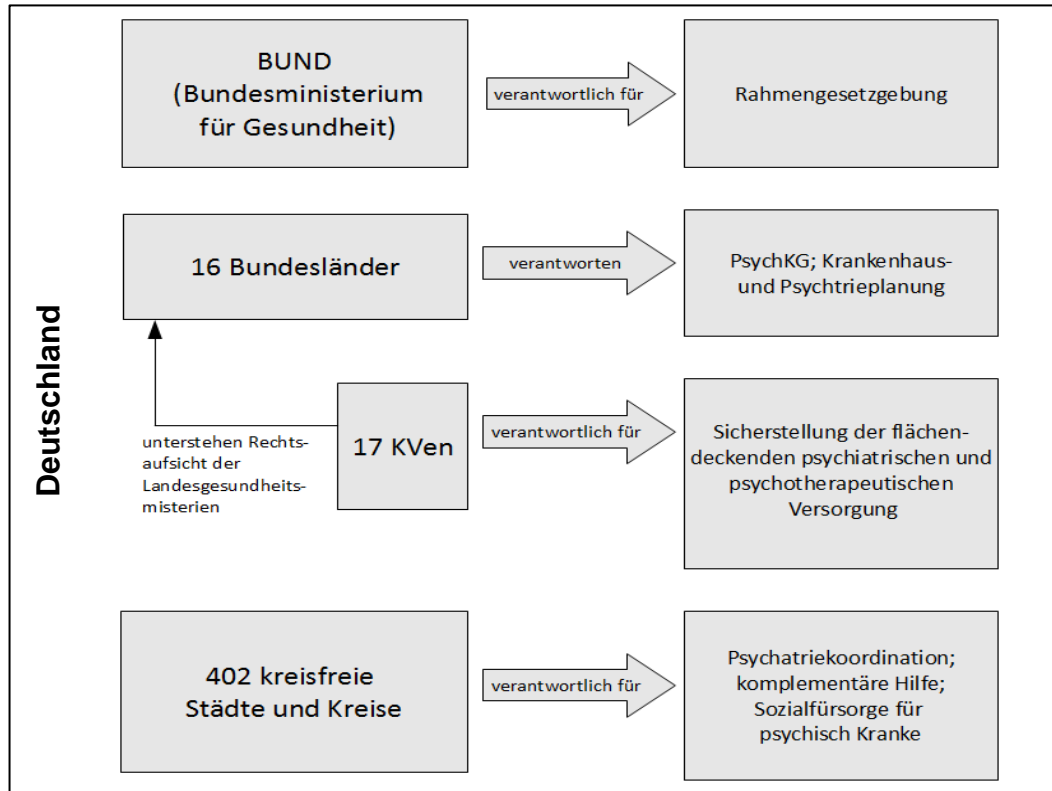 BUND
(Bundesministerium
für Gesundheit)
verantwortlich für
Rahmengesetzgebung
16 Bundesländer
verantworten
PsychKG; Krankenhaus-
und Psychtrieplanung
Deutschland
unterstehen Rechts-
aufsicht der
Landesgesundheits-
misterien
17 KVen
verantwortlich für
Sicherstellung der flächen-
deckenden psychiatrischen und
psychotherapeutischen
Versorgung
402 kreisfreie
Städte und Kreise
verantwortlich für
Psychatriekoordination;
komplementäre Hilfe;
Sozialfürsorge für
psychisch Kranke